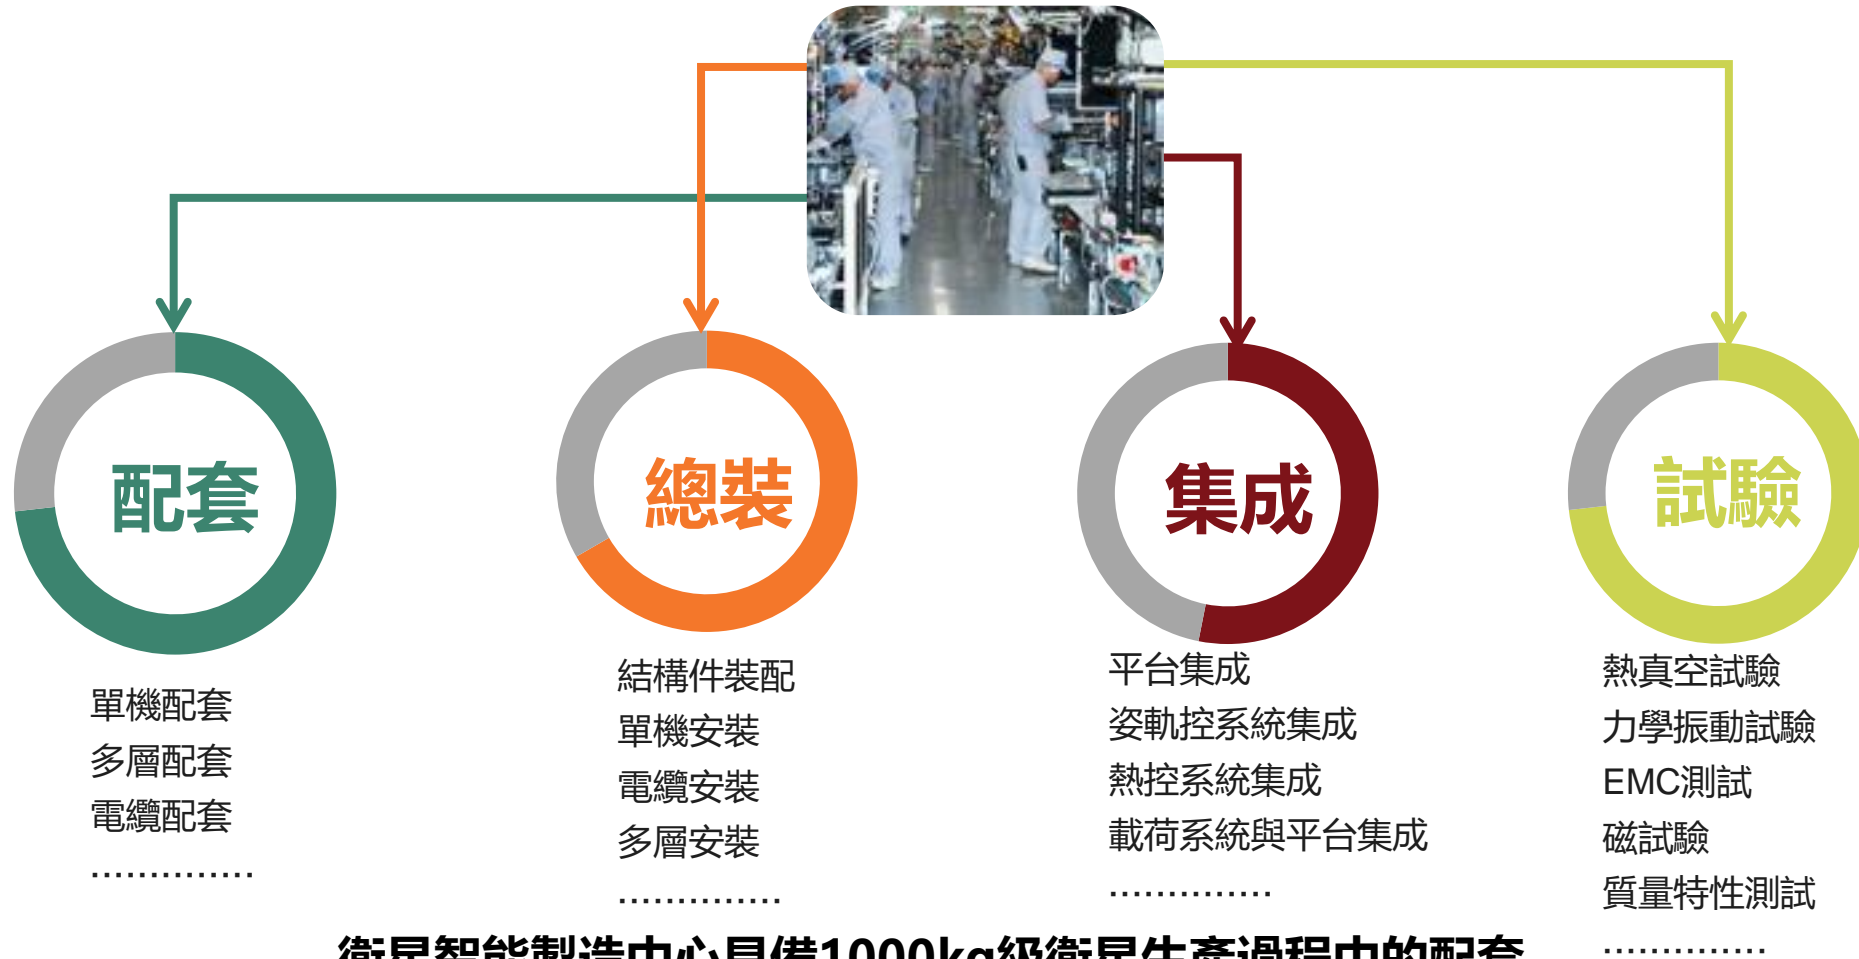 配套
單機配套
多層配套
電纜配套
..............
總裝
結構件裝配
單機安裝
電纜安裝
多層安裝
..............
集成
平台集成
姿軌控系統集成
熱控系統集成
載荷系統與平台集成
..............
試驗
熱真空試驗
力學振動試驗
EMC測試
磁試驗
質量特性測試
..............
衛星智能製造中心具備1000kg級衛星生產過程中的配套